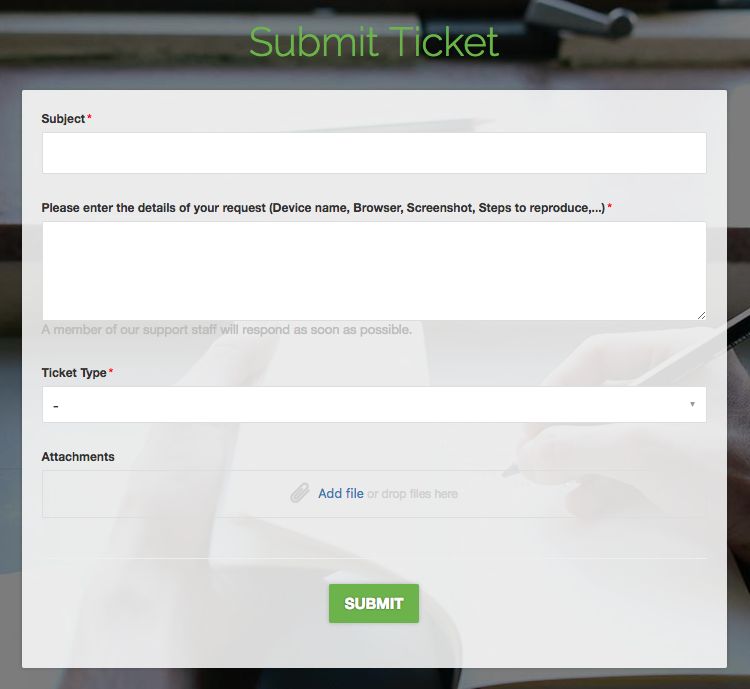 Submit Ticket
Subject *
Please enter the details of your request (Device name, Browser, Screenshot, Steps to reproduce,...) *
A member of our support staff will respond as soon as possible.
Ticket Type *
-
Attachments
Add file or drop files here
SUBMIT